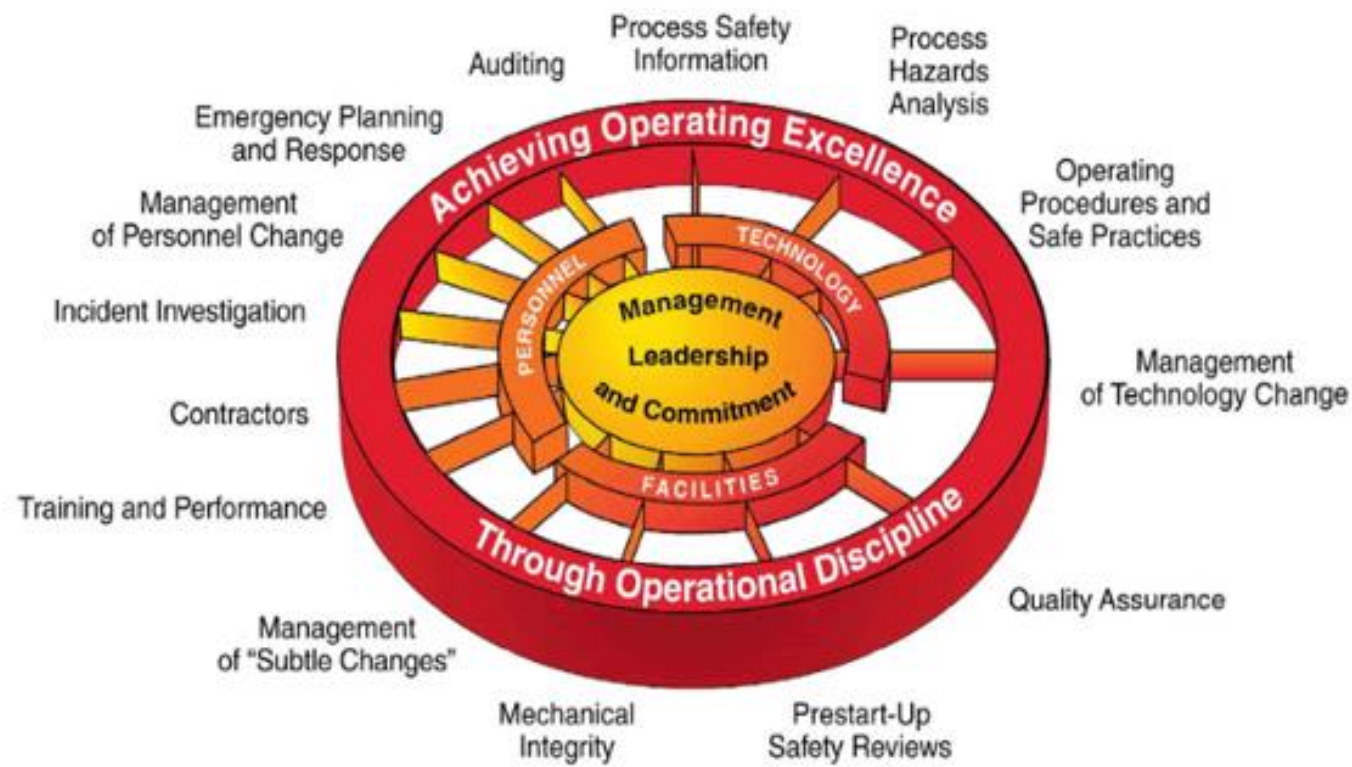 Process Safety
Information
Process
Hazards
Analysis
Operating
Procedures and
Safe Practices
Management
of Technology Change
Quality Assurance
Prestart-Up
Safety Reviews
Mechanical
Integrity
Management
of "Subtle Changes"
Training and Performance
Contractors
Incident Investigation
Management
of Personnel Change
Emergency Planning
and Response
Auditing
Achieving Operating Excellence
Through Operational Discipline
PERSONNEL
TECHNOLOGY
FACILITIES
Management
Leadership
and Commitment